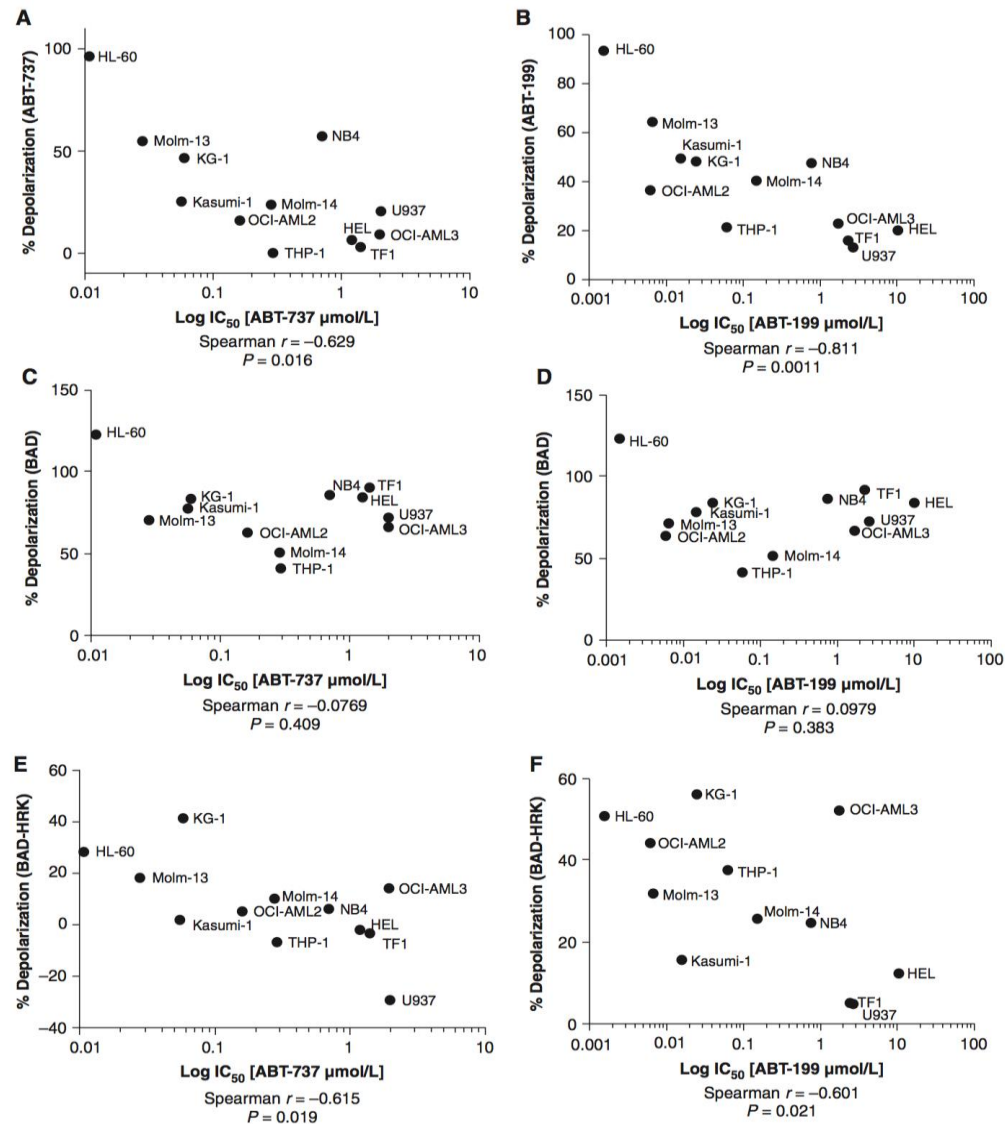 A
% Depolarization (ABT-737)
100
50
0
HL-60
Molm-13
NB4
KG-1
Kasumi-1
Molm-14
U937
OCI-AML2
HEL
OCI-AML3
THP-1
TF1
0.01
0.1
1
10
Log IC50 [ABT-737 µmol/L]
Spearman r = –0.629
P = 0.016
B
% Depolarization (ABT-199)
100
80
60
40
20
0
HL-60
Molm-13
Kasumi-1
KG-1
NB4
Molm-14
OCI-AML2
THP-1
OCI-AML3
HEL
TF1
U937
0.001
0.01
0.1
1
10
100
Log IC50 [ABT-199 µmol/L]
Spearman r = –0.811
P = 0.0011
C
% Depolarization (BAD)
150
100
50
0
HL-60
KG-1
Kasumi-1
Molm-13
NB4
TF1
HEL
U937
OCI-AML2
OCI-AML3
Molm-14
THP-1
0.01
0.1
1
10
Log IC50 [ABT-737 µmol/L]
Spearman r = –0.0769
P = 0.409
D
% Depolarization (BAD)
150
100
50
0
HL-60
KG-1
Kasumi-1
Molm-13
OCI-AML2
NB4
TF1
HEL
U937
OCI-AML3
Molm-14
THP-1
0.001
0.01
0.1
1
10
100
Log IC50 [ABT-199 µmol/L]
Spearman r = 0.0979
P = 0.383
E
% Depolarization (BAD-HRK)
60
40
20
0
–20
–40
KG-1
HL-60
Molm-13
Molm-14
OCI-AML3
OCI-AML2
NB4
Kasumi-1
HEL
THP-1
TF1
U937
0.01
0.1
1
10
Log IC50 [ABT-737 µmol/L]
Spearman r = –0.615
P = 0.019
F
% Depolarization (BAD-HRK)
60
40
20
0
KG-1
HL-60
OCI-AML3
OCI-AML2
THP-1
Molm-13
Molm-14
NB4
Kasumi-1
HEL
TF1
U937
0.001
0.01
0.1
1
10
100
Log IC50 [ABT-199 µmol/L]
Spearman r = –0.601
P = 0.021